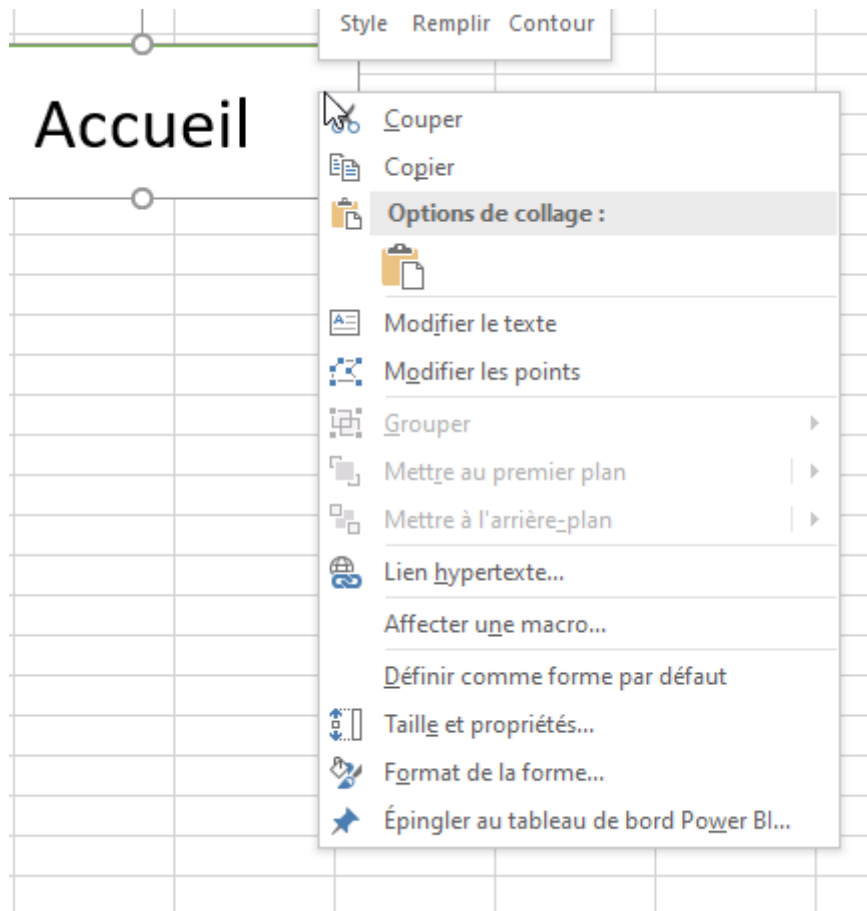 Style Remplir Contour
Accueil
Couper
Copier
Options de collage :
Modifier le texte
Modifier les points
Grouper
Mettre au premier plan
Mettre à l'arrière-plan
Lien hypertexte...
Affecter une macro...
Définir comme forme par défaut
Taille et propriétés...
Format de la forme...
Épingler au tableau de bord Power BI...